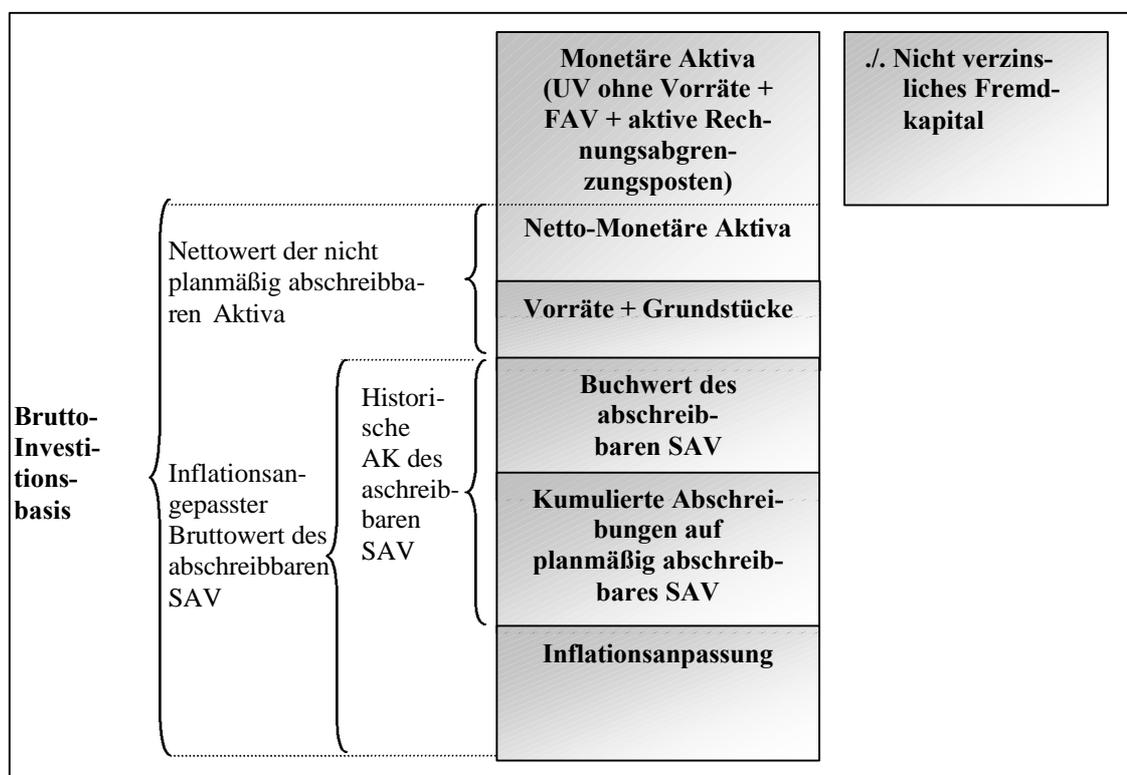 Monetäre Aktiva
(UV ohne Vorräte +
FAV + aktive Rech-
nungsabgren-
zungsposten)
./. Nicht verzins-
liches Fremd-
kapital
Netto-Monetäre Aktiva
Nettowert der nicht
planmäßig abschreibba-
ren Aktiva
Vorräte + Grundstücke
Brutto-
Investi-
tions-
basis
Inflationsan-
gepasster
Bruttowert des
abschreibbaren
SAV
Histori-
sche
AK des
aschreib-
baren
SAV
Buchwert des
abschreib-
baren SAV
Kumulierte Abschrei-
bungen auf
planmäßig abschreib-
bares SAV
Inflationsanpassung